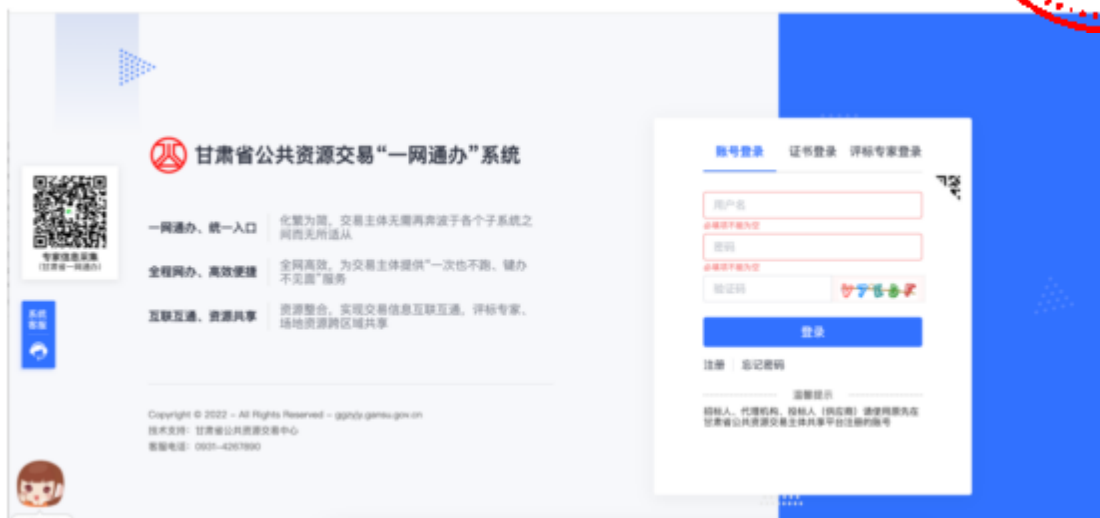 甘肃省公共资源交易“一网通办”系统
一网通办、统一入口
化繁为简，交易主体无需再奔波于各个子系统之
间而无所适从
全程网办、高效便捷
全网高效，为交易主体提供“一次也不跑、键办
不见面”服务
互联互通、资源共享
资源整合，实现交易信息互联互通，评标专家、
场地资源跨区域共享
Copyright © 2022 - All Rights Reserved - ggzyjy.gansu.gov.cn
技术支持：甘肃省公共资源交易中心
客服电话：0931-4267890
专家信息采集
(甘肃省一网通办)
系统
客服
账号登录 证书登录 评标专家登录
用户名
必填项不能为空
密码
必填项不能为空
验证码
登录
注册 忘记密码
温馨提示
招标人、代理机构、投标人（供应商）请使用原先在
甘肃省公共资源交易主体共享平台注册的账号